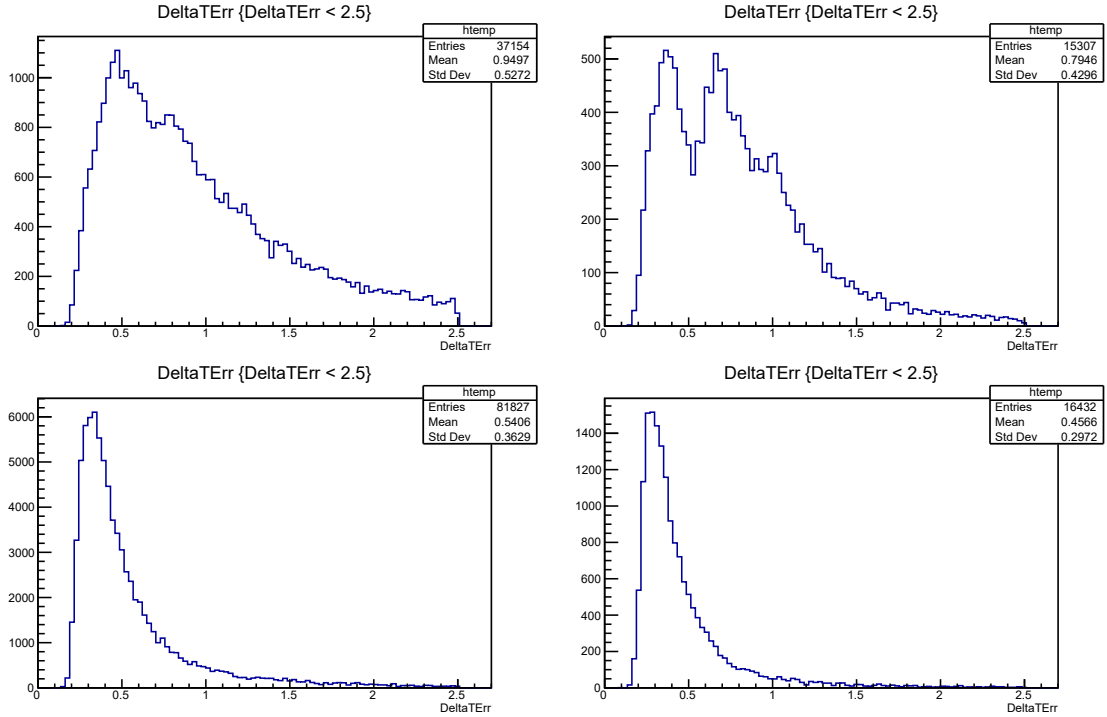 DeltaTErr {DeltaTErr < 2.5}
htemp
Entries 37154
Mean 0.9497
Std Dev 0.5272
1000
800
600
400
200
0
0 0.5 1 1.5 2 2.5
DeltaTErr
DeltaTErr {DeltaTErr < 2.5}
htemp
Entries 15307
Mean 0.7946
Std Dev 0.4296
500
400
300
200
100
0
0 0.5 1 1.5 2 2.5
DeltaTErr
DeltaTErr {DeltaTErr < 2.5}
htemp
Entries 81827
Mean 0.5406
Std Dev 0.3629
6000
5000
4000
3000
2000
1000
0
0 0.5 1 1.5 2 2.5
DeltaTErr
DeltaTErr {DeltaTErr < 2.5}
htemp
Entries 16432
Mean 0.4566
Std Dev 0.2972
1400
1200
1000
800
600
400
200
0
0 0.5 1 1.5 2 2.5
DeltaTErr